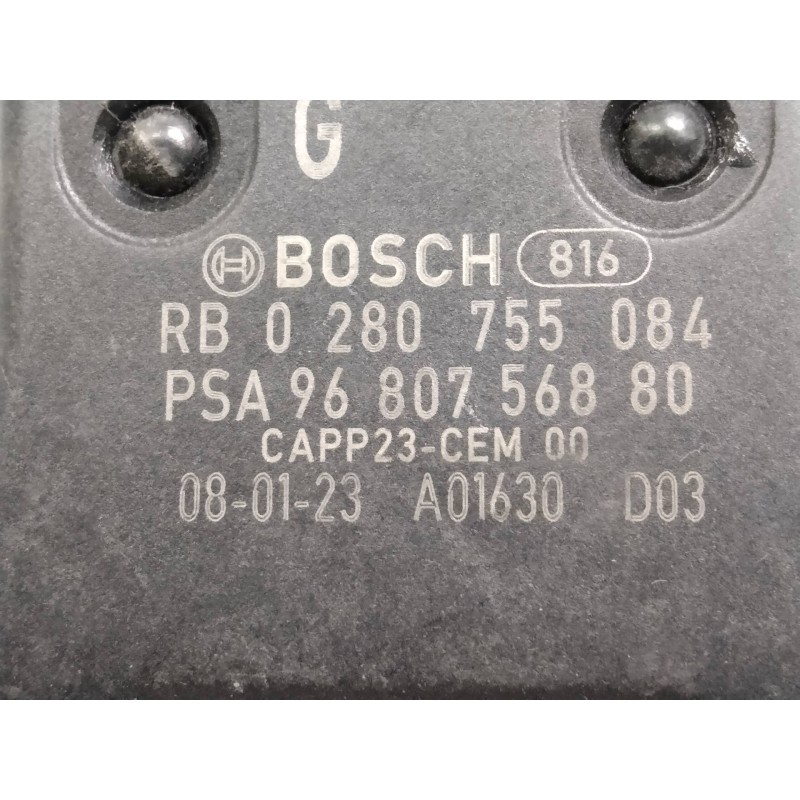 G
BOSCH 816
RB 0 280 755 084
PSA 96 807 568 80
CAPP23-CEM 00
08-01-23 A01630 D03